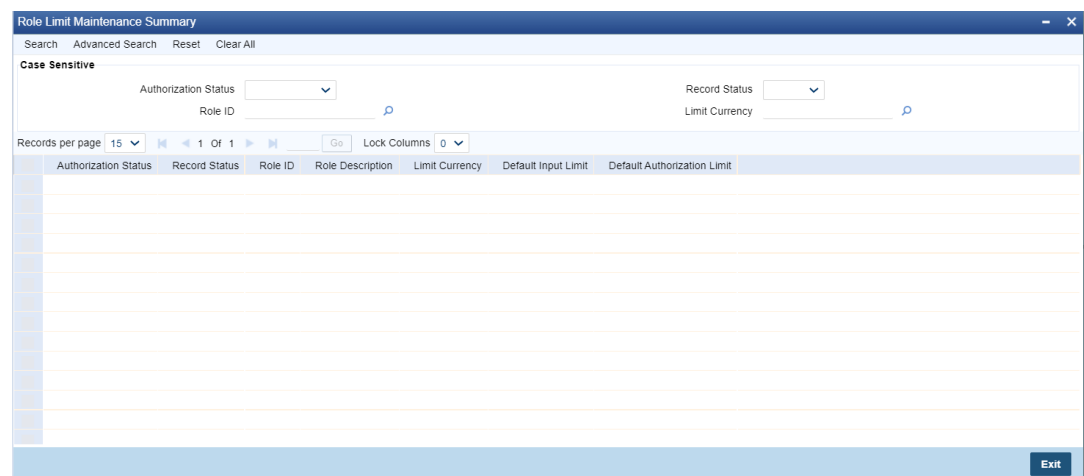 Role Limit Maintenance Summary
Search Advanced Search Reset Clear All
Case Sensitive
Authorization Status Record Status
Role ID Limit Currency
Records per page 15 1 Of 1 Go Lock Columns 0
Authorization Status Record Status Role ID Role Description Limit Currency Default Input Limit Default Authorization Limit
Exit